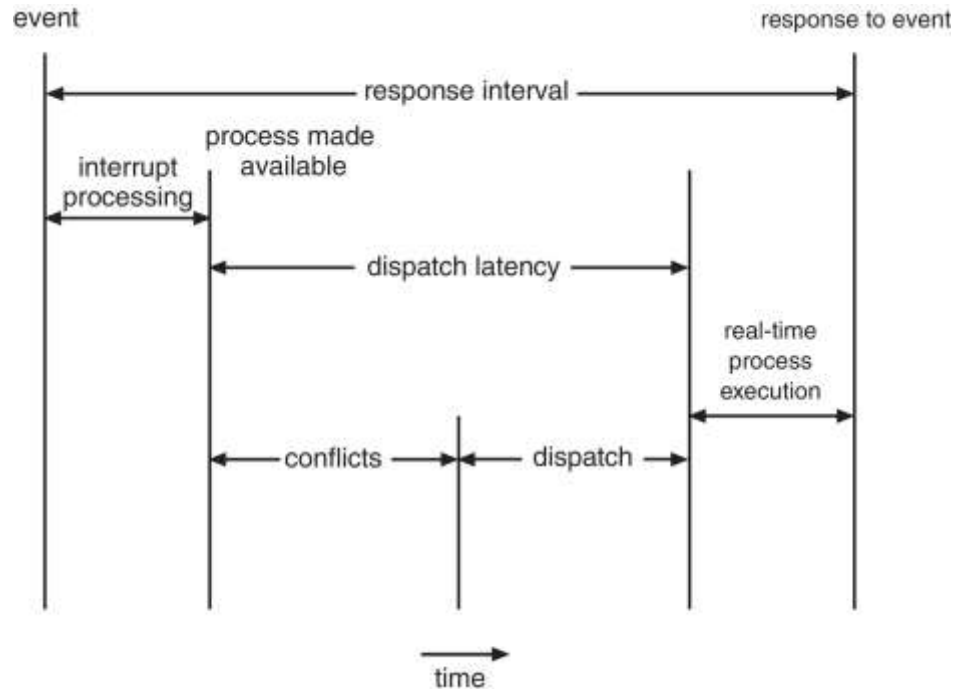 event
response to event
response interval
process made
available
interrupt
processing
dispatch latency
real-time
process
execution
conflicts
dispatch
time